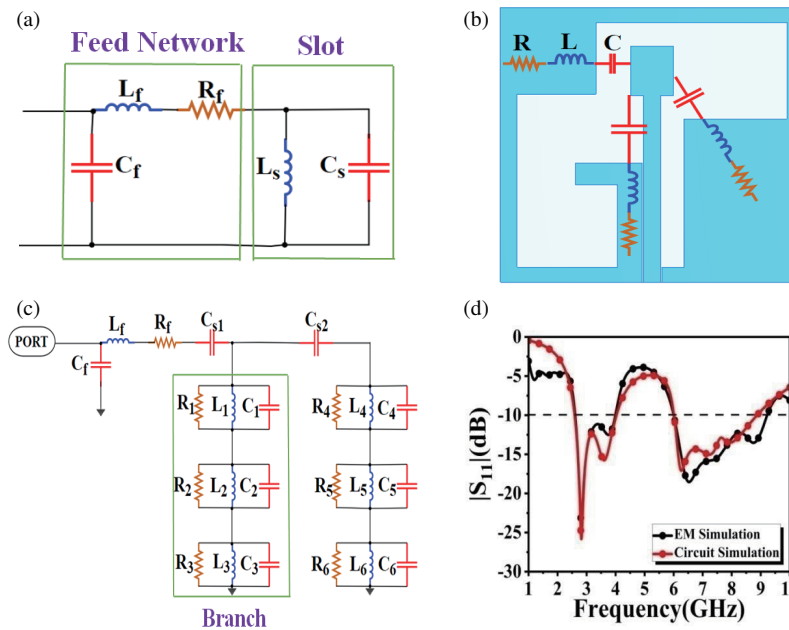 (a)
Feed Network Slot
Lf Rf
Cf Ls Cs
(b)
R L C
(c)
PORT Lf Rf Cs1 Cs2
Cf
R1 L1 C1 R4 L4 C4
R2 L2 C2 R5 L5 C5
R3 L3 C3 R6 L6 C6
Branch
(d)
|S11|(dB)
0
-5
-10
-15
-20
-25
-30
EM Simulation
Circuit Simulation
1 2 3 4 5 6 7 8 9 1
Frequency(GHz)